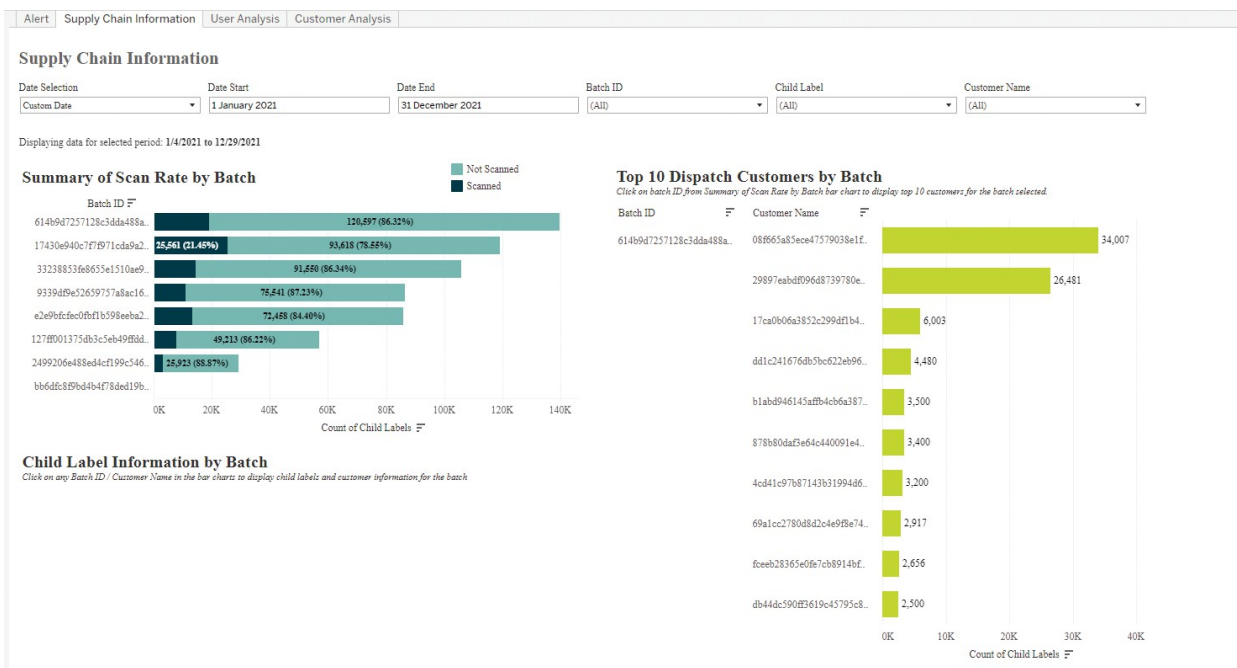 Alert Supply Chain Information User Analysis Customer Analysis
Supply Chain Information
Date Selection Date Start Date End Batch ID Child Label Customer Name
Custom Date 1 January 2021 31 December 2021 (All) (All) (All)
Displaying data for selected period: 1/4/2021 to 12/29/2021
Summary of Scan Rate by Batch
Not Scanned
Scanned
Batch ID
614b9d7257128c3dda488a.. 120,597 (86.32%)
17430e940c7f7f971cda9a2.. 25,561 (21.45%) 93,618 (78.55%)
33238853fe8655e1510ae9.. 91,550 (86.34%)
9339df9e52659757a8ac16.. 75,541 (87.23%)
e2e9bfcfec0fbf1b598eeba2.. 72,458 (84.40%)
127ff001375db3c5eb49ffdd.. 49,213 (86.22%)
2499206e488ed4cf199c546.. 25,923 (88.87%)
bb6dfc8f9bd4b4f78ded19b..
0K 20K 40K 60K 80K 100K 120K 140K
Count of Child Labels
Child Label Information by Batch
Click on any Batch ID / Customer Name in the bar charts to display child labels and customer information for the batch
Top 10 Dispatch Customers by Batch
Click on batch ID from Summary of Scan Rate by Batch bar chart to display top 10 customers for the batch selected.
Batch ID Customer Name
614b9d7257128c3dda488a.. 08f665a85ece47579038e1f.. 34,007
29897eabdf096d8739780e.. 26,481
17ca0b06a3852c299df1b4.. 6,003
dd1c241676db5bc622eb96.. 4,480
b1abd946145affb4cb6a387.. 3,500
878b80daf3e64c440091e4.. 3,400
4cd41c97b87143b31994d6.. 3,200
69a1cc2780d8d2c4e9f8e74.. 2,917
fceeb28365e0fe7cb8914bf.. 2,656
db44dc590ff3619c45795c8.. 2,500
0K 10K 20K 30K 40K
Count of Child Labels